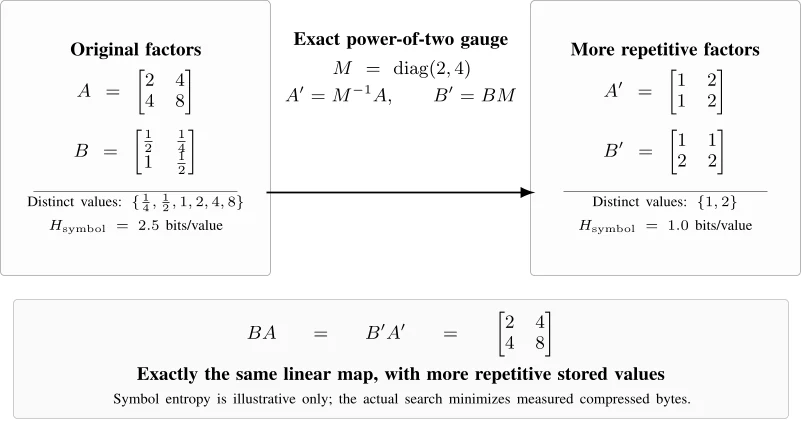 Original factors
A = [2 4
4 8]
B = [1/2 1/4
1 1/2]
Distinct values: {1/4, 1/2, 1, 2, 4, 8}
H_symbol = 2.5 bits/value
Exact power-of-two gauge
M = diag(2, 4)
A′ = M⁻¹A, B′ = BM
More repetitive factors
A′ = [1 2
1 2]
B′ = [1 1
2 2]
Distinct values: {1, 2}
H_symbol = 1.0 bits/value
BA = B′A′ = [2 4
4 8]
Exactly the same linear map, with more repetitive stored values
Symbol entropy is illustrative only; the actual search minimizes measured compressed bytes.